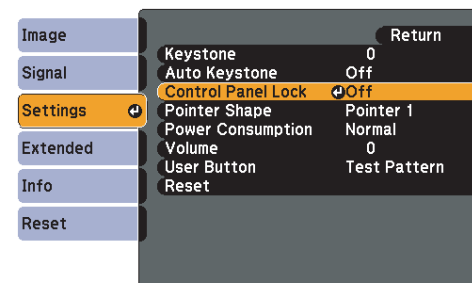 Image
Signal
Settings
Extended
Info
Reset
Return
Keystone 0
Auto Keystone Off
Control Panel Lock Off
Pointer Shape Pointer 1
Power Consumption Normal
Volume 0
User Button Test Pattern
Reset